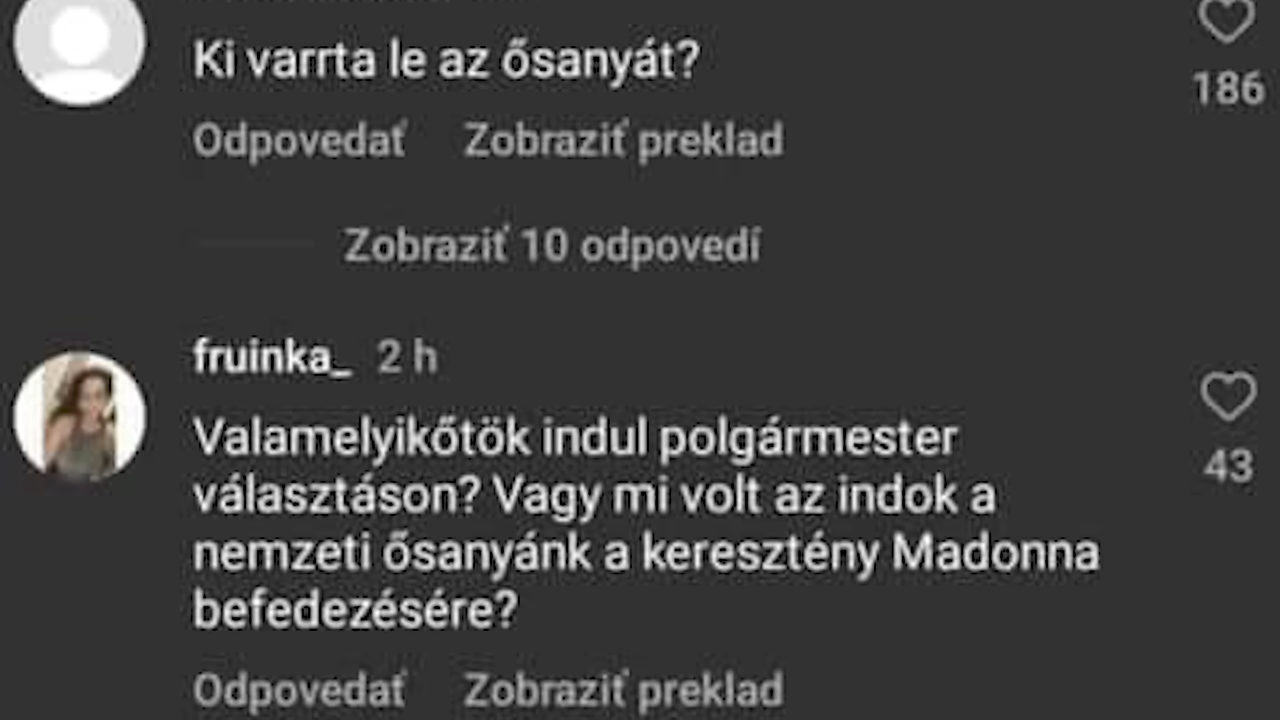 Ki varrta le az ősanyát?
186
Odpovedať Zobraziť preklad
Zobraziť 10 odpovedí
fruinka_ 2 h
Valamelyikőtök indul polgármester
43
választáson? Vagy mi volt az indok a
nemzeti ősanyánk a keresztény Madonna
befedezésére?
Odpovedať Zobraziť preklad